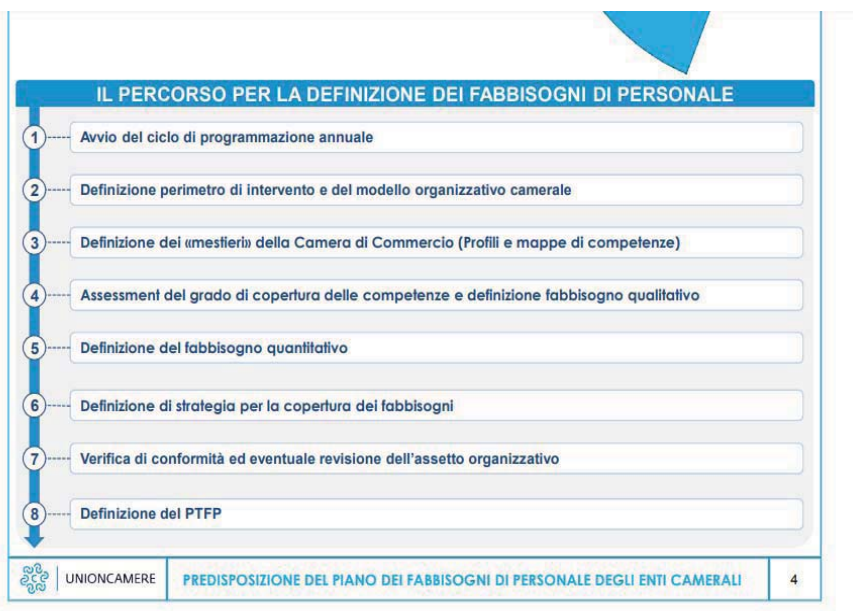 IL PERCORSO PER LA DEFINIZIONE DEI FABBISOGNI DI PERSONALE
1 Avvio del ciclo di programmazione annuale
2 Definizione perimetro di intervento e del modello organizzativo camerale
3 Definizione dei «mestieri» della Camera di Commercio (Profili e mappe di competenze)
4 Assessment del grado di copertura delle competenze e definizione fabbisogno qualitativo
5 Definizione del fabbisogno quantitativo
6 Definizione di strategia per la copertura dei fabbisogni
7 Verifica di conformità ed eventuale revisione dell'assetto organizzativo
8 Definizione del PTFP
UNIONCAMERE PREDISPOSIZIONE DEL PIANO DEI FABBISOGNI DI PERSONALE DEGLI ENTI CAMERALI 4